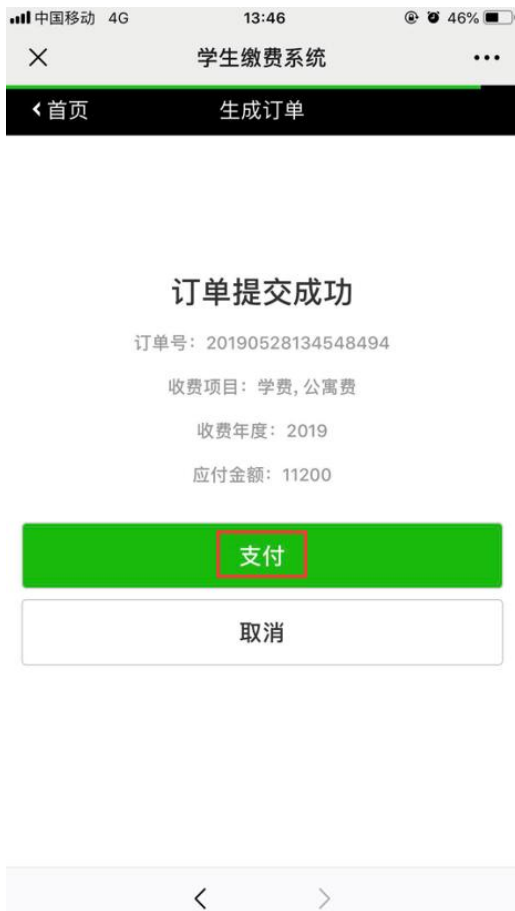 中国移动 4G 13:46 46%
学生缴费系统
首页 生成订单
订单提交成功
订单号：20190528134548494
收费项目：学费,公寓费
收费年度：2019
应付金额：11200
支付
取消